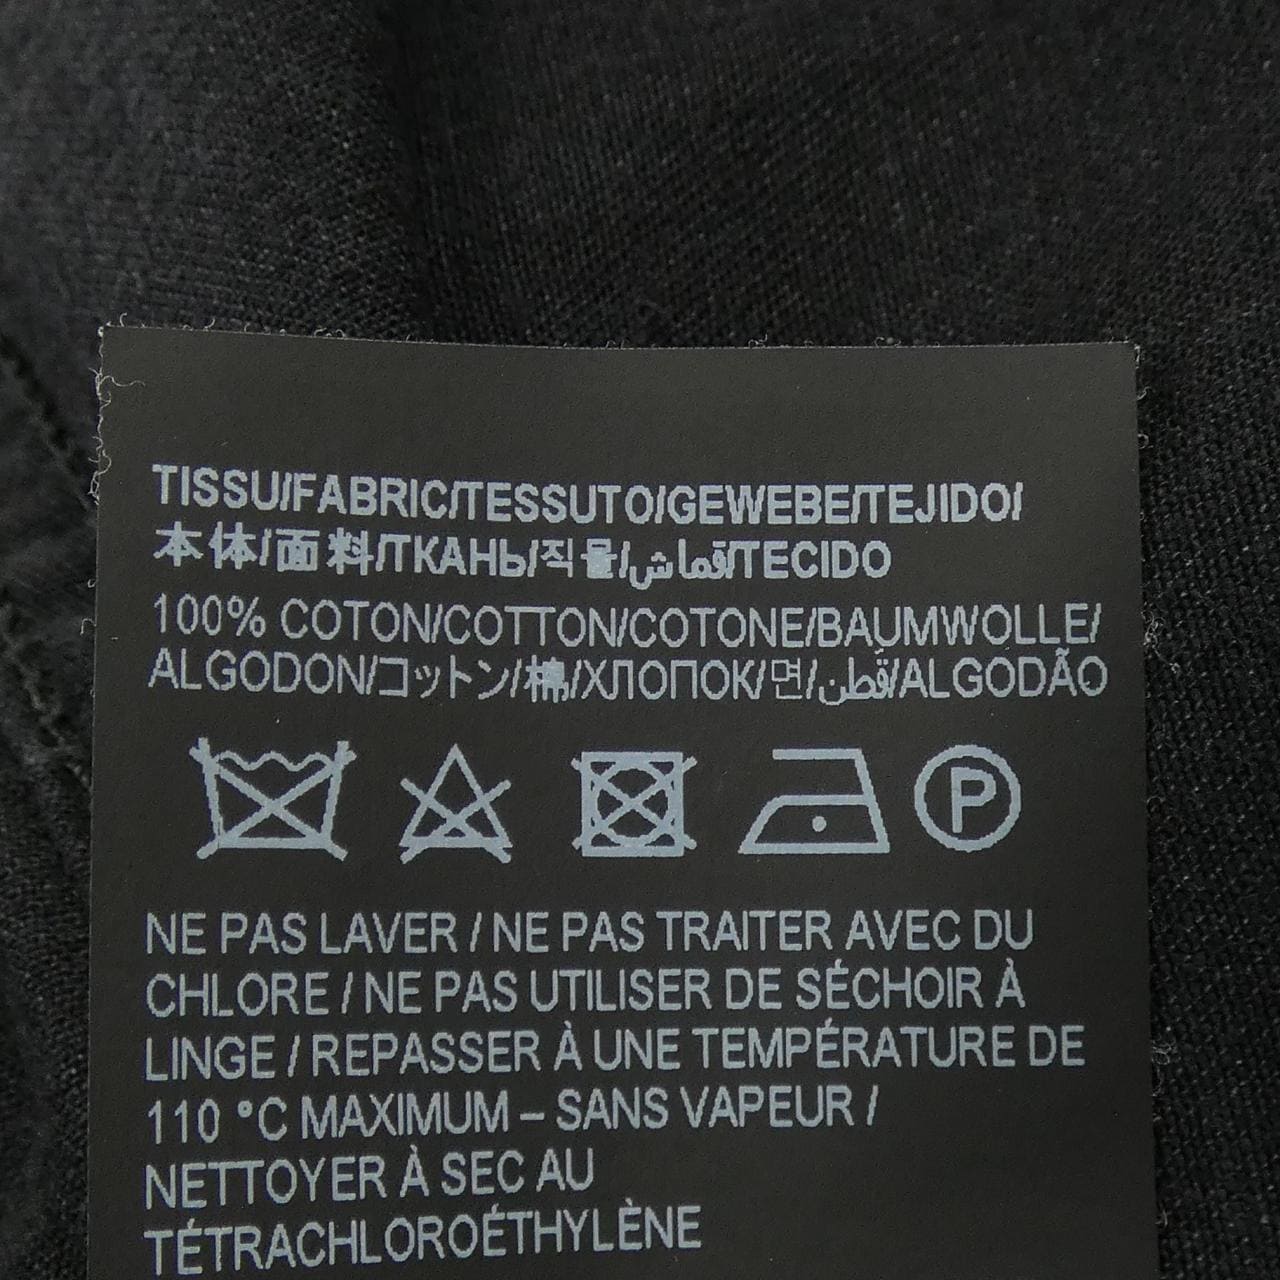 TISSU/FABRIC/TESSUTO/GEWEBE/TEJIDO/
本体/面料/ТКАНЬ/직물/قماش/TECIDO
100% COTON/COTTON/COTONE/BAUMWOLLE/
ALGODON/コットン/棉/ХЛОПОК/면/قطن/ALGODÃO
P
NE PAS LAVER / NE PAS TRAITER AVEC DU
CHLORE / NE PAS UTILISER DE SÉCHOIR À
LINGE / REPASSER À UNE TEMPÉRATURE DE
110 °C MAXIMUM – SANS VAPEUR /
NETTOYER À SEC AU
TÉTRACHLOROÉTHYLÈNE